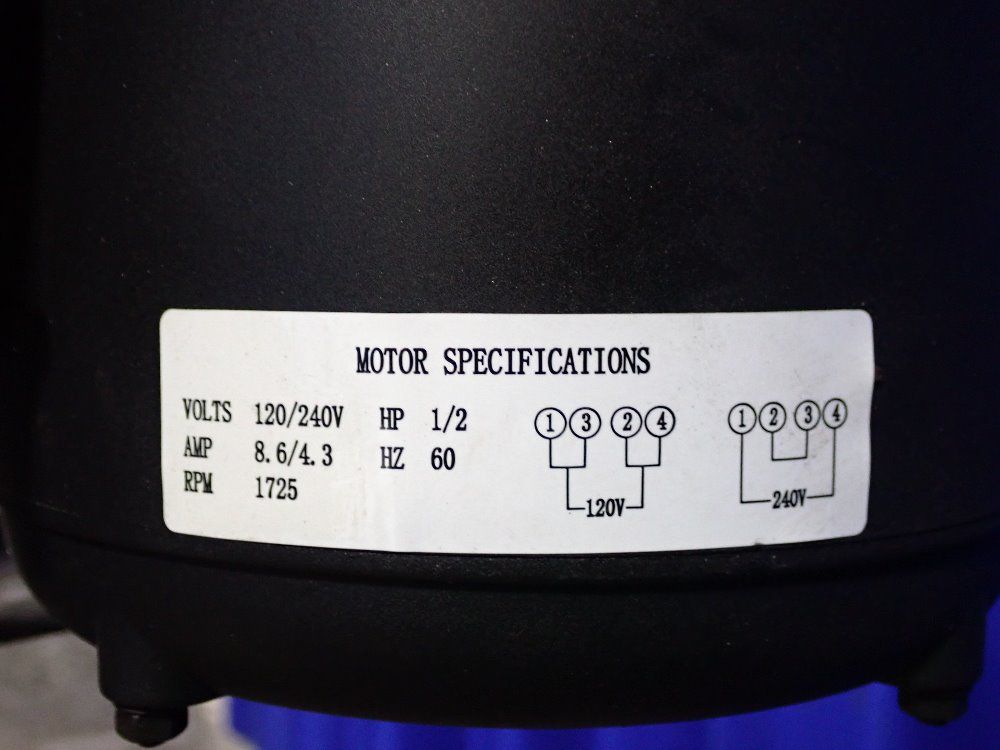 MOTOR SPECIFICATIONS
VOLTS 120/240V HP 1/2
AMP 8.6/4.3 HZ 60
RPM 1725
1 3 2 4
120V
1 2 3 4
240V